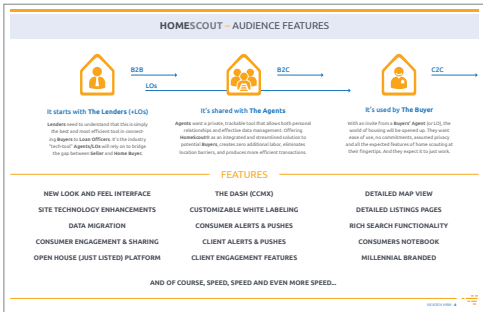 HOMESCOUT – AUDIENCE FEATURES
B2B
LOs
B2C
C2C
It starts with The Lenders (+LOs)
Lenders need to understand that this is simply
the best and most efficient tool in connect-
ing Buyers to Loan Officers. It's the industry
"tech-tool" Agents/LOs will rely on to bridge
the gap between Seller and Home Buyer.
It's shared with The Agents
Agents want a private, trackable tool that allows both personal
relationships and effective data management. Offering
HomeScout as an integrated and streamlined solution to
potential Buyers, creates zero additional labor, eliminates
location barriers, and produces more efficient transactions.
It's used by The Buyer
With an invite from a Buyers' Agent (or LO), the
world of housing will be opened up. They want
ease of use, no commitments, assumed privacy
and all the expected features of home scouting at
their fingertips. And they expect it to just work.
FEATURES
NEW LOOK AND FEEL INTERFACE
SITE TECHNOLOGY ENHANCEMENTS
DATA MIGRATION
CONSUMER ENGAGEMENT & SHARING
OPEN HOUSE (JUST LISTED) PLATFORM
THE DASH (CCMX)
CUSTOMIZABLE WHITE LABELING
CONSUMER ALERTS & PUSHES
CLIENT ALERTS & PUSHES
CLIENT ENGAGEMENT FEATURES
DETAILED MAP VIEW
DETAILED LISTINGS PAGES
RICH SEARCH FUNCTIONALITY
CONSUMERS NOTEBOOK
MILLENNIAL BRANDED
AND OF COURSE, SPEED, SPEED AND EVEN MORE SPEED...